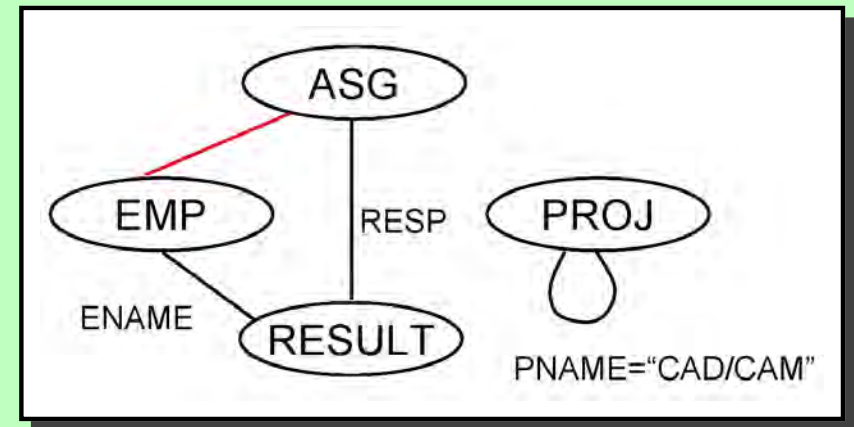 ASG
EMP
RESP
PROJ
ENAME
RESULT
PNAME=“CAD/CAM”